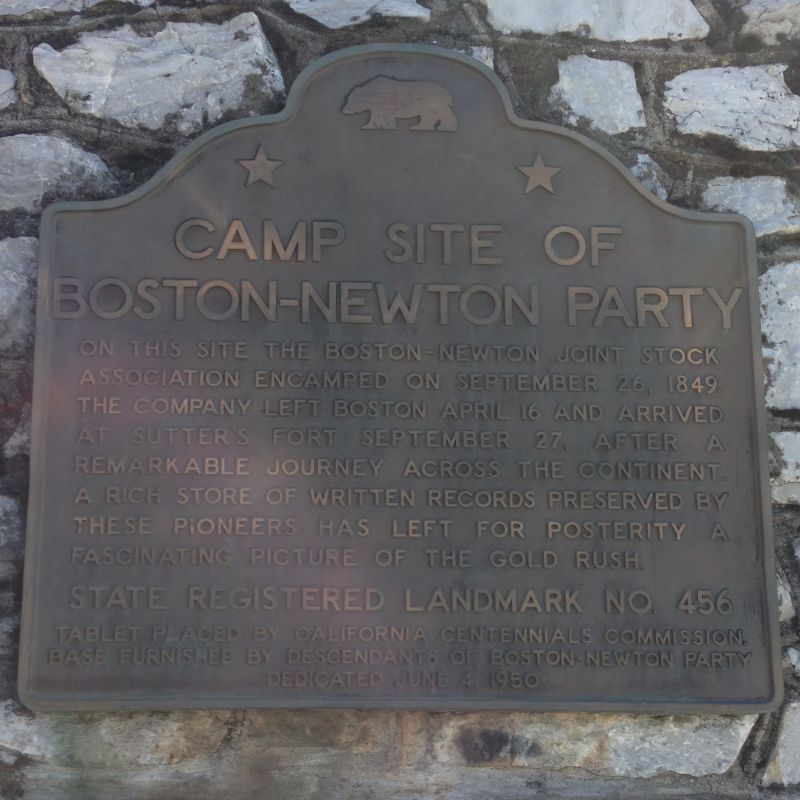 CAMP SITE OF
BOSTON-NEWTON PARTY
ON THIS SITE THE BOSTON-NEWTON JOINT STOCK
ASSOCIATION ENCAMPED ON SEPTEMBER 26, 1849.
THE COMPANY LEFT BOSTON APRIL 16 AND ARRIVED
AT SUTTER'S FORT SEPTEMBER 27, AFTER A
REMARKABLE JOURNEY ACROSS THE CONTINENT.
A RICH STORE OF WRITTEN RECORDS PRESERVED BY
THESE PIONEERS HAS LEFT FOR POSTERITY A
FASCINATING PICTURE OF THE GOLD RUSH.
STATE REGISTERED LANDMARK NO. 456
TABLET PLACED BY CALIFORNIA CENTENNIALS COMMISSION.
BASE FURNISHED BY DESCENDANTS OF BOSTON-NEWTON PARTY
DEDICATED JUNE 4, 1950